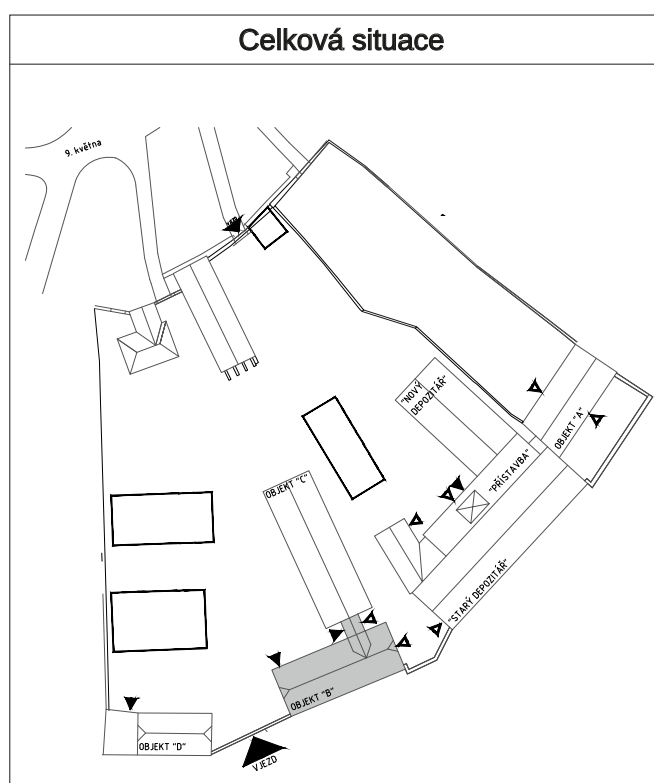 Celková situace
9. května
"NOVÝ
DEPOZITÁŘ"
OBJEKT "A"
"PŘÍSTAVBA"
OBJEKT "C"
"STARÝ DEPOZITÁŘ"
OBJEKT "B"
OBJEKT "D"
VJEZD